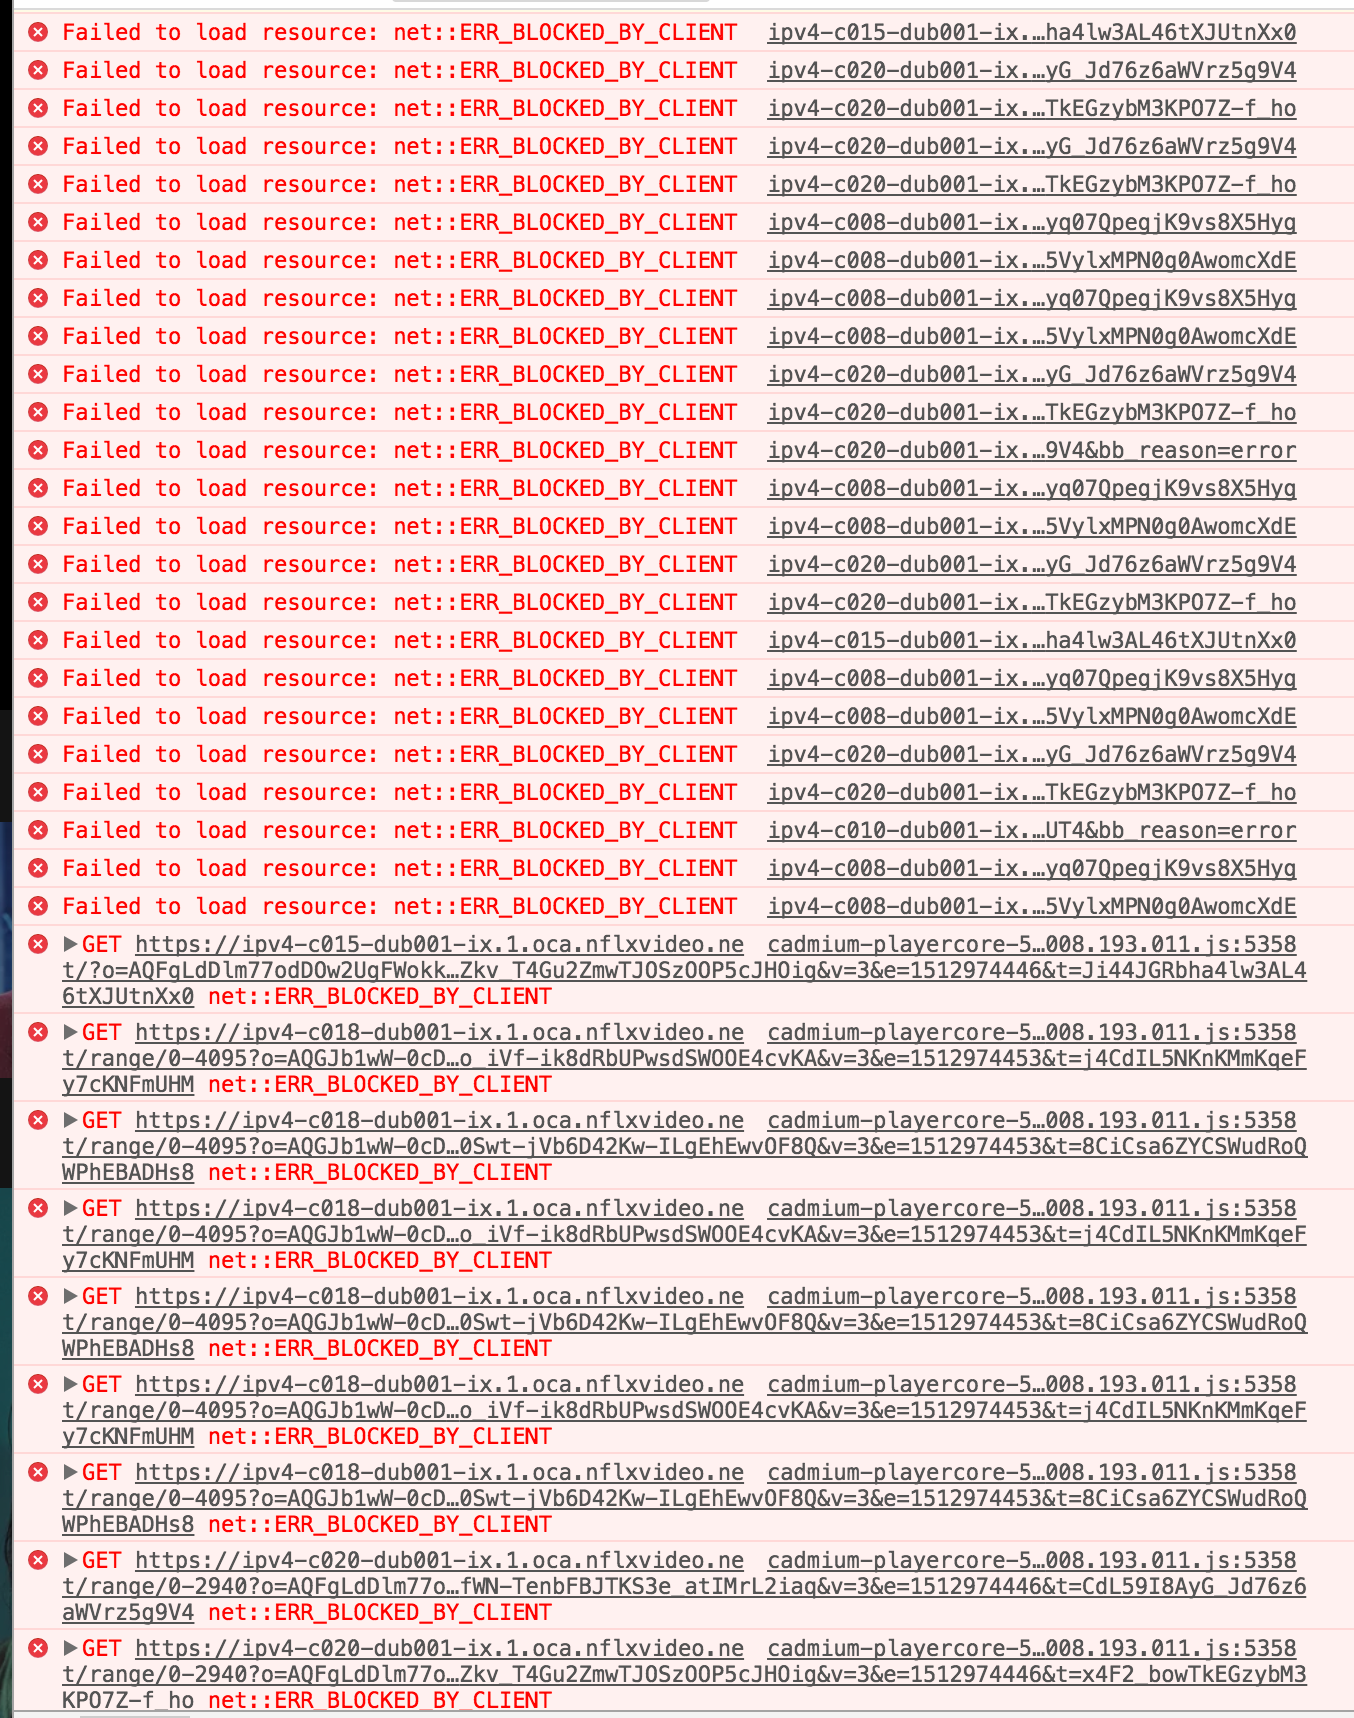 Failed to load resource: net::ERR_BLOCKED_BY_CLIENT ipv4-c015-dub001-ix.…ha4lw3AL46tXJUtnXx0
Failed to load resource: net::ERR_BLOCKED_BY_CLIENT ipv4-c020-dub001-ix.…yG_Jd76z6aWVrz5g9V4
Failed to load resource: net::ERR_BLOCKED_BY_CLIENT ipv4-c020-dub001-ix.…TkEGzybM3KPO7Z-f_ho
Failed to load resource: net::ERR_BLOCKED_BY_CLIENT ipv4-c020-dub001-ix.…yG_Jd76z6aWVrz5g9V4
Failed to load resource: net::ERR_BLOCKED_BY_CLIENT ipv4-c020-dub001-ix.…TkEGzybM3KPO7Z-f_ho
Failed to load resource: net::ERR_BLOCKED_BY_CLIENT ipv4-c008-dub001-ix.…yq07QpegjK9vs8X5Hyg
Failed to load resource: net::ERR_BLOCKED_BY_CLIENT ipv4-c008-dub001-ix.…5VylxMPN0g0AwomcXdE
Failed to load resource: net::ERR_BLOCKED_BY_CLIENT ipv4-c008-dub001-ix.…yq07QpegjK9vs8X5Hyg
Failed to load resource: net::ERR_BLOCKED_BY_CLIENT ipv4-c008-dub001-ix.…5VylxMPN0g0AwomcXdE
Failed to load resource: net::ERR_BLOCKED_BY_CLIENT ipv4-c020-dub001-ix.…yG_Jd76z6aWVrz5g9V4
Failed to load resource: net::ERR_BLOCKED_BY_CLIENT ipv4-c020-dub001-ix.…TkEGzybM3KPO7Z-f_ho
Failed to load resource: net::ERR_BLOCKED_BY_CLIENT ipv4-c020-dub001-ix.…9V4&bb_reason=error
Failed to load resource: net::ERR_BLOCKED_BY_CLIENT ipv4-c008-dub001-ix.…yq07QpegjK9vs8X5Hyg
Failed to load resource: net::ERR_BLOCKED_BY_CLIENT ipv4-c008-dub001-ix.…5VylxMPN0g0AwomcXdE
Failed to load resource: net::ERR_BLOCKED_BY_CLIENT ipv4-c020-dub001-ix.…yG_Jd76z6aWVrz5g9V4
Failed to load resource: net::ERR_BLOCKED_BY_CLIENT ipv4-c020-dub001-ix.…TkEGzybM3KPO7Z-f_ho
Failed to load resource: net::ERR_BLOCKED_BY_CLIENT ipv4-c015-dub001-ix.…ha4lw3AL46tXJUtnXx0
Failed to load resource: net::ERR_BLOCKED_BY_CLIENT ipv4-c008-dub001-ix.…yq07QpegjK9vs8X5Hyg
Failed to load resource: net::ERR_BLOCKED_BY_CLIENT ipv4-c008-dub001-ix.…5VylxMPN0g0AwomcXdE
Failed to load resource: net::ERR_BLOCKED_BY_CLIENT ipv4-c020-dub001-ix.…yG_Jd76z6aWVrz5g9V4
Failed to load resource: net::ERR_BLOCKED_BY_CLIENT ipv4-c020-dub001-ix.…TkEGzybM3KPO7Z-f_ho
Failed to load resource: net::ERR_BLOCKED_BY_CLIENT ipv4-c010-dub001-ix.…UT4&bb_reason=error
Failed to load resource: net::ERR_BLOCKED_BY_CLIENT ipv4-c008-dub001-ix.…yq07QpegjK9vs8X5Hyg
Failed to load resource: net::ERR_BLOCKED_BY_CLIENT ipv4-c008-dub001-ix.…5VylxMPN0g0AwomcXdE
GET https://ipv4-c015-dub001-ix.1.oca.nflxvideo.ne cadmium-playercore-5…008.193.011.js:5358
t/?o=AQFgLdDlm77odDOw2UgFWokk…Zkv_T4Gu2ZmwTJOSzOOP5cJHOig&v=3&e=1512974446&t=Ji44JGRbha4lw3AL4
6tXJUtnXx0 net::ERR_BLOCKED_BY_CLIENT
GET https://ipv4-c018-dub001-ix.1.oca.nflxvideo.ne cadmium-playercore-5…008.193.011.js:5358
t/range/0-4095?o=AQGJb1wW-0cD…o_iVf-ik8dRbUPwsdSWOOE4cvKA&v=3&e=1512974453&t=j4CdIL5NKnKMmKqeF
y7cKNFmUHM net::ERR_BLOCKED_BY_CLIENT
GET https://ipv4-c018-dub001-ix.1.oca.nflxvideo.ne cadmium-playercore-5…008.193.011.js:5358
t/range/0-4095?o=AQGJb1wW-0cD…0Swt-jVb6D42Kw-ILgEhEwvOF8Q&v=3&e=1512974453&t=8CiCsa6ZYCSWudRoQ
WPhEBADHs8 net::ERR_BLOCKED_BY_CLIENT
GET https://ipv4-c018-dub001-ix.1.oca.nflxvideo.ne cadmium-playercore-5…008.193.011.js:5358
t/range/0-4095?o=AQGJb1wW-0cD…o_iVf-ik8dRbUPwsdSWOOE4cvKA&v=3&e=1512974453&t=j4CdIL5NKnKMmKqeF
y7cKNFmUHM net::ERR_BLOCKED_BY_CLIENT
GET https://ipv4-c018-dub001-ix.1.oca.nflxvideo.ne cadmium-playercore-5…008.193.011.js:5358
t/range/0-4095?o=AQGJb1wW-0cD…0Swt-jVb6D42Kw-ILgEhEwvOF8Q&v=3&e=1512974453&t=8CiCsa6ZYCSWudRoQ
WPhEBADHs8 net::ERR_BLOCKED_BY_CLIENT
GET https://ipv4-c018-dub001-ix.1.oca.nflxvideo.ne cadmium-playercore-5…008.193.011.js:5358
t/range/0-4095?o=AQGJb1wW-0cD…o_iVf-ik8dRbUPwsdSWOOE4cvKA&v=3&e=1512974453&t=j4CdIL5NKnKMmKqeF
y7cKNFmUHM net::ERR_BLOCKED_BY_CLIENT
GET https://ipv4-c018-dub001-ix.1.oca.nflxvideo.ne cadmium-playercore-5…008.193.011.js:5358
t/range/0-4095?o=AQGJb1wW-0cD…0Swt-jVb6D42Kw-ILgEhEwvOF8Q&v=3&e=1512974453&t=8CiCsa6ZYCSWudRoQ
WPhEBADHs8 net::ERR_BLOCKED_BY_CLIENT
GET https://ipv4-c020-dub001-ix.1.oca.nflxvideo.ne cadmium-playercore-5…008.193.011.js:5358
t/range/0-2940?o=AQFgLdDlm77o…fWN-TenbFBJTKS3e_atIMrL2iaq&v=3&e=1512974446&t=CdL59I8AyG_Jd76z6
aWVrz5g9V4 net::ERR_BLOCKED_BY_CLIENT
GET https://ipv4-c020-dub001-ix.1.oca.nflxvideo.ne cadmium-playercore-5…008.193.011.js:5358
t/range/0-2940?o=AQFgLdDlm77o…Zkv_T4Gu2ZmwTJOSzOOP5cJHOig&v=3&e=1512974446&t=x4F2_bowTkEGzybM3
KPO7Z-f_ho net::ERR_BLOCKED_BY_CLIENT